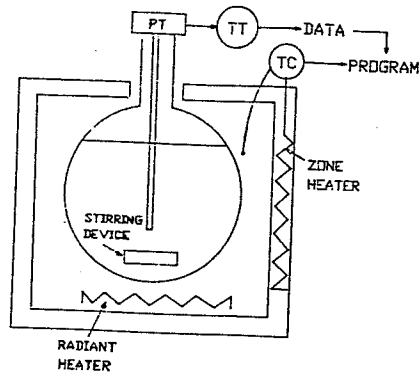 PT
TT
DATA
TC
PROGRAM
ZONE
HEATER
STIRRING
DEVICE
RADIANT
HEATER